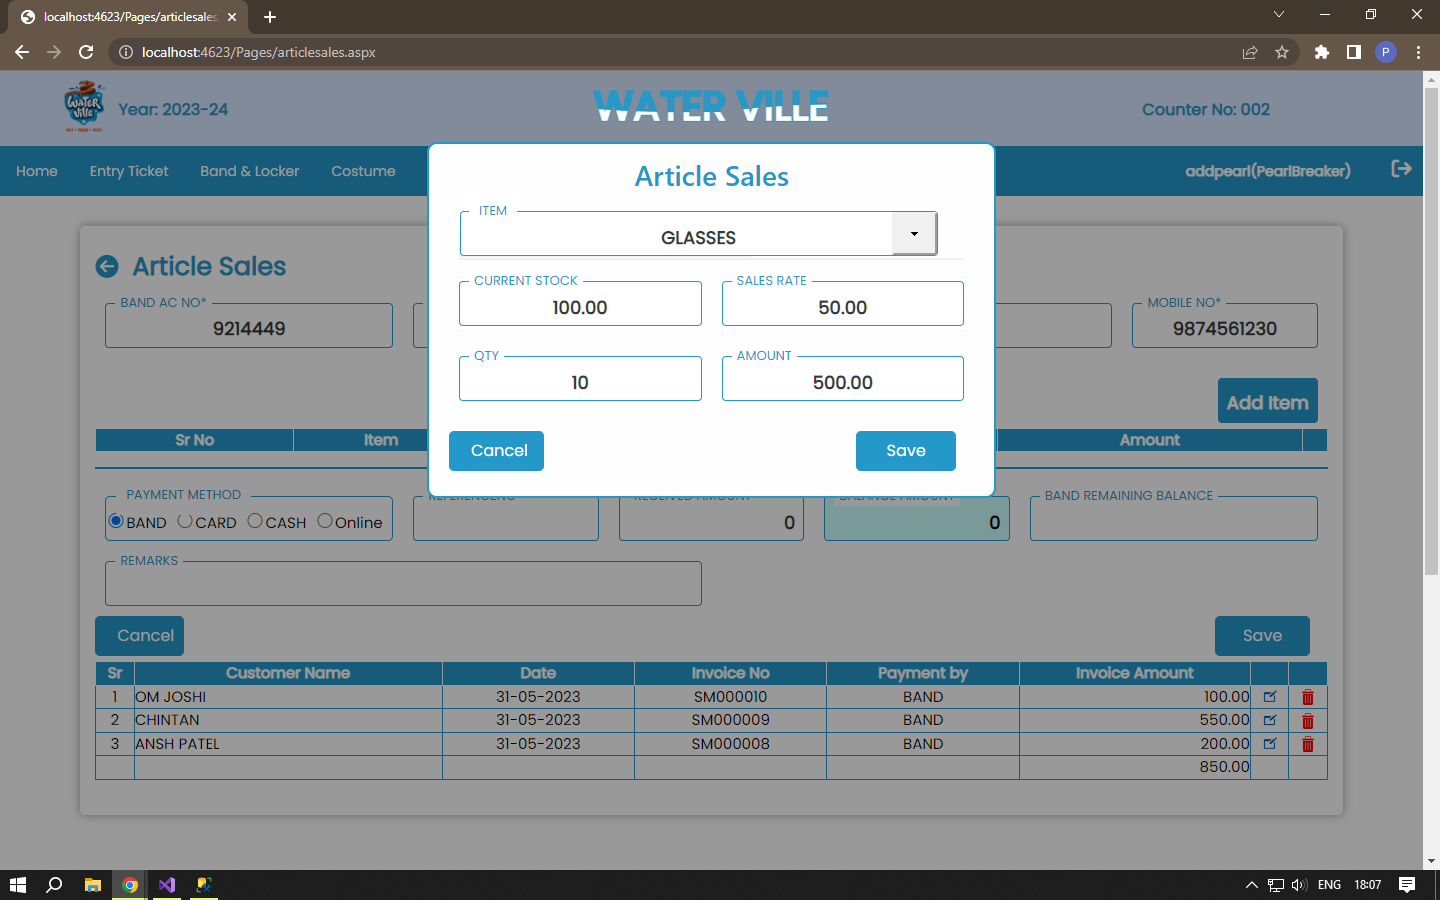 localhost:4623/Pages/articlesales
localhost:4623/Pages/articlesales.aspx
P
Water Ville
Year: 2023-24
WATER VILLE
Counter No: 002
Home
Entry Ticket
Band & Locker
Costume
addpearl(PearlBreaker)
Article Sales
ITEM
GLASSES
CURRENT STOCK
100.00
SALES RATE
50.00
QTY
10
AMOUNT
500.00
Cancel
Save
Article Sales
BAND AC NO*
9214449
MOBILE NO*
9874561230
Add Item
Sr No
Item
Amount
PAYMENT METHOD
BAND
CARD
CASH
Online
RECEIVED AMOUNT
0
BALANCE AMOUNT
0
BAND REMAINING BALANCE
REMARKS
Cancel
Save
Sr Customer Name Date Invoice No Payment by Invoice Amount
1 OM JOSHI 31-05-2023 SM000010 BAND 100.00
2 CHINTAN 31-05-2023 SM000009 BAND 550.00
3 ANSH PATEL 31-05-2023 SM000008 BAND 200.00
850.00
ENG
18:07